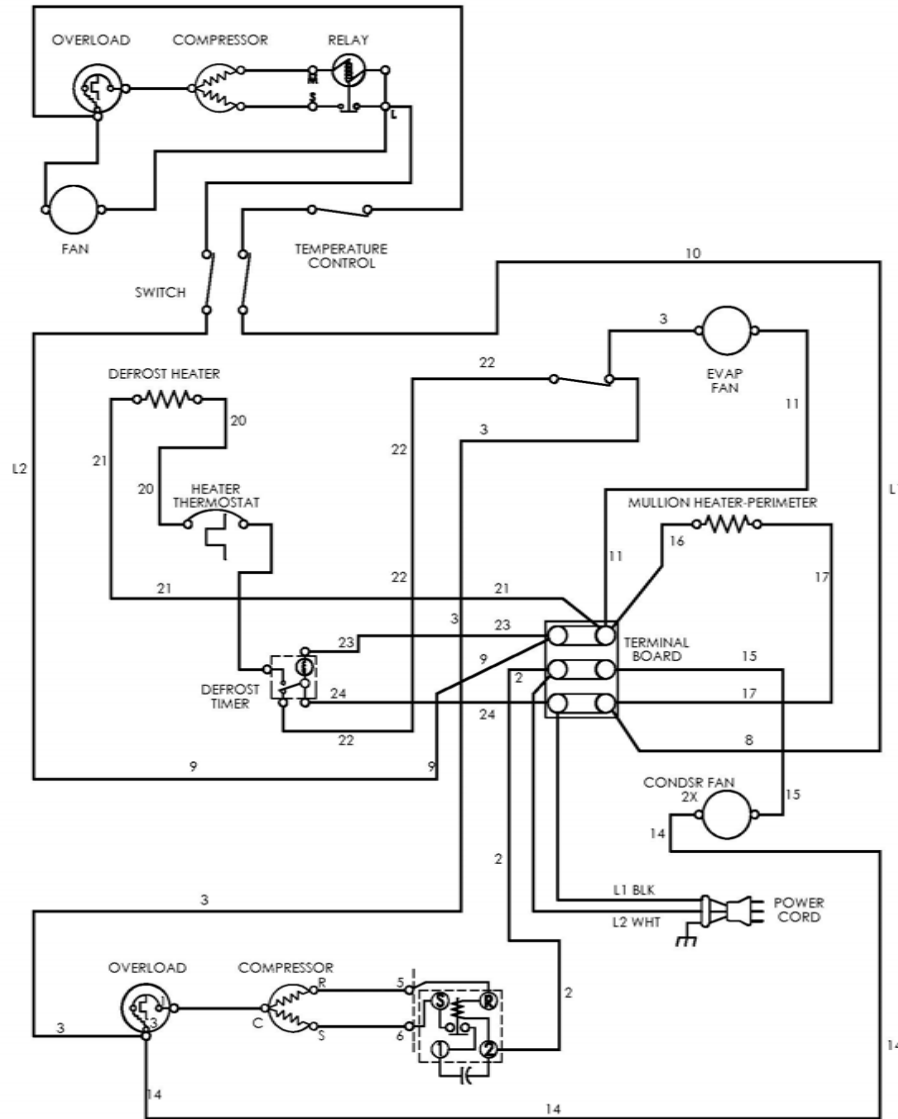 OVERLOAD COMPRESSOR RELAY
M
S
L
FAN
TEMPERATURE
CONTROL
10
SWITCH
3
22
EVAP
FAN
DEFROST HEATER
11
20
3
21
22
L2
20
HEATER
THERMOSTAT
MULLION HEATER-PERIMETER
16
11
17
22
21
21
3
23
23
9
TERMINAL
BOARD
15
2
DEFROST
TIMER
24
24
17
22
8
9
9
CONDSR FAN
2X
15
14
2
L1 BLK
POWER
CORD
L2 WHT
3
OVERLOAD COMPRESSOR
R
5
S
R
1
3
C
2
3
S
6
1
2
14
14
14